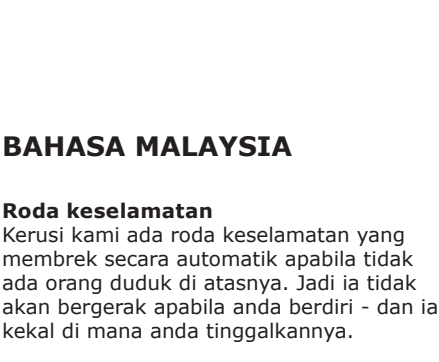 BAHASA MALAYSIA
Roda keselamatan
Kerusi kami ada roda keselamatan yang
membrek secara automatik apabila tidak
ada orang duduk di atasnya. Jadi ia tidak
akan bergerak apabila anda berdiri - dan ia
kekal di mana anda tinggalkannya.